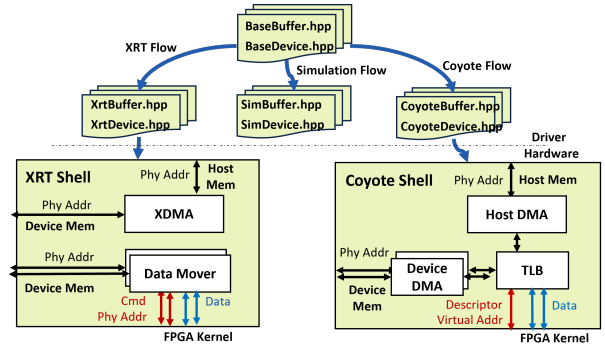 BaseBuffer.hpp
BaseDevice.hpp
XRT Flow
Simulation Flow
Coyote Flow
XrtBuffer.hpp
XrtDevice.hpp
SimBuffer.hpp
SimDevice.hpp
CoyoteBuffer.hpp
CoyoteDevice.hpp
Driver
Hardware
XRT Shell
Phy Addr
Host
Mem
Phy Addr
Device Mem
XDMA
Phy Addr
Device Mem
Data Mover
Cmd
Phy Addr
Data
FPGA Kernel
Coyote Shell
Phy Addr
Host Mem
Host DMA
Phy Addr
Device
Mem
Device
DMA
TLB
Descriptor
Virtual Addr
Data
FPGA Kernel